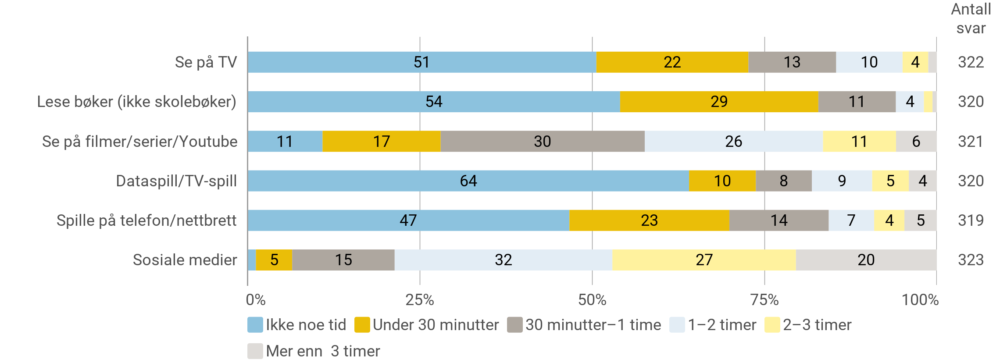 Antall
svar
Se på TV 51 22 13 10 4 322
Lese bøker (ikke skolebøker) 54 29 11 4 320
Se på filmer/serier/Youtube 11 17 30 26 11 6 321
Dataspill/TV-spill 64 10 8 9 5 4 320
Spille på telefon/nettbrett 47 23 14 7 4 5 319
Sosiale medier 5 15 32 27 20 323
0% 25% 50% 75% 100%
Ikke noe tid Under 30 minutter 30 minutter–1 time 1–2 timer 2–3 timer
Mer enn  3 timer